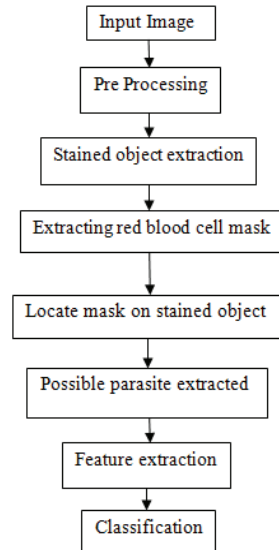 Input Image
Pre Processing
Stained object extraction
Extracting red blood cell mask
Locate mask on stained object
Possible parasite extracted
Feature extraction
Classification